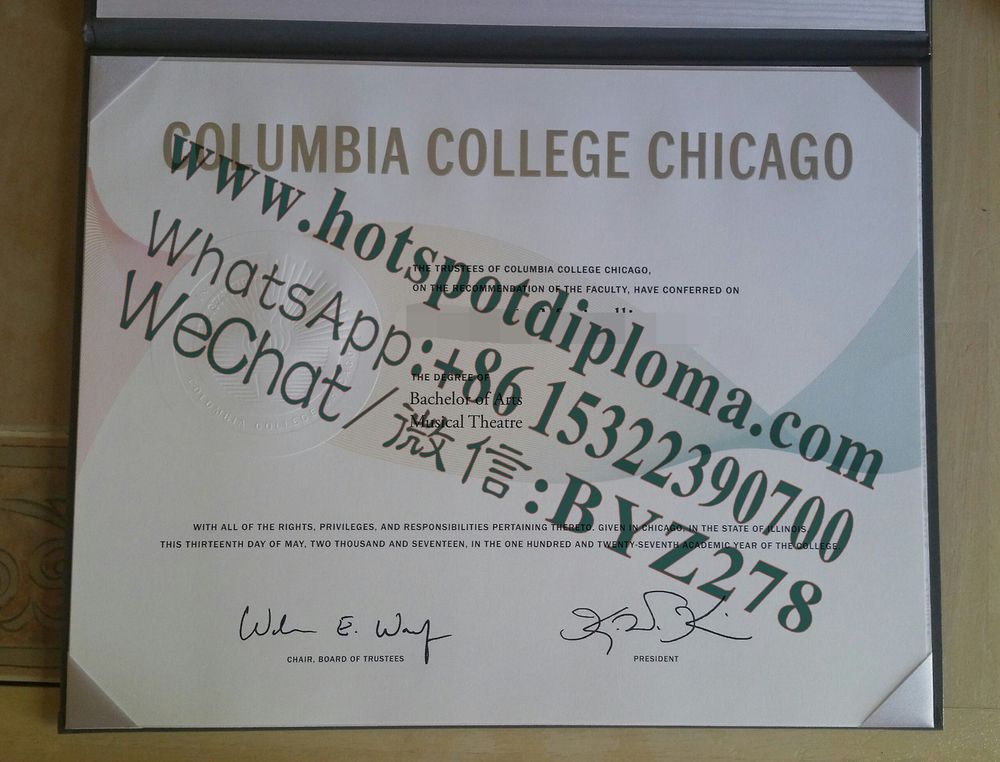 COLUMBIA COLLEGE CHICAGO
www.hotspotdiploma.com
WhatsApp:+86 15322390700
WeChat/微信:BYZ278
THE TRUSTEES OF COLUMBIA COLLEGE CHICAGO,
ON THE RECOMMENDATION OF THE FACULTY, HAVE CONFERRED ON
THE DEGREE OF
Bachelor of Arts
Musical Theatre
WITH ALL OF THE RIGHTS, PRIVILEGES, AND RESPONSIBILITIES PERTAINING THERETO. GIVEN IN CHICAGO, IN THE STATE OF ILLINOIS,
THIS THIRTEENTH DAY OF MAY, TWO THOUSAND AND SEVENTEEN, IN THE ONE HUNDRED AND TWENTY-SEVENTH ACADEMIC YEAR OF THE COLLEGE.
CHAIR, BOARD OF TRUSTEES
PRESIDENT
COLUMBIA COLLEGE